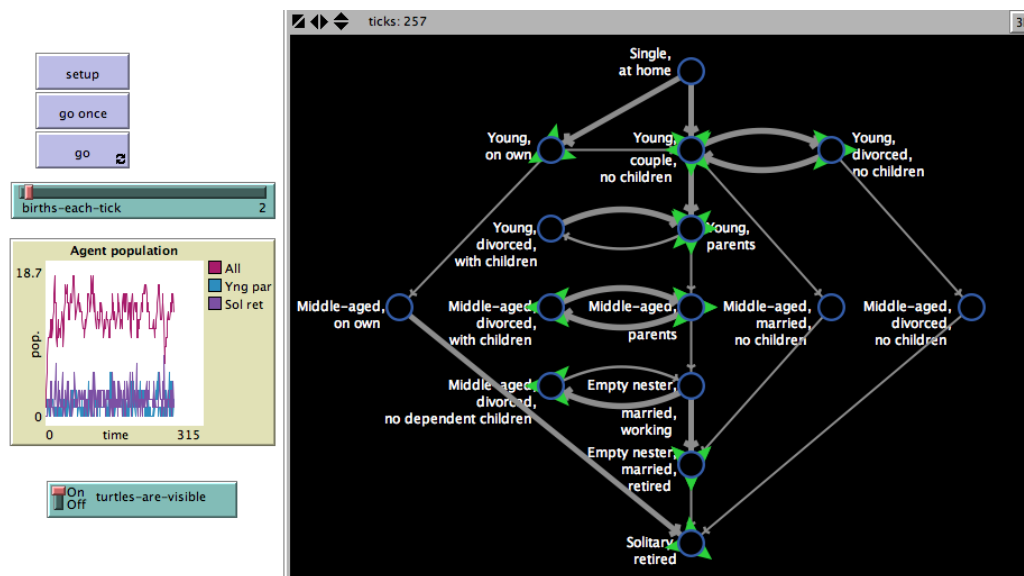 ticks: 257
3
setup
go once
go
births-each-tick 2
Agent population
18.7
pop.
0
0
time
315
All
Yng par
Sol ret
On
Off
turtles-are-visible
Single,
at home
Young,
on own
Young,
couple,
no children
Young,
divorced,
no children
Young,
divorced,
with children
Young,
parents
Middle-aged,
on own
Middle-aged
divorced,
with children
Middle-aged,
parents
Middle-aged,
married,
no children
Middle-aged,
divorced,
no children
Middle-aged
divorced,
no dependent children
Empty nester,
married,
working
Empty nester,
married,
retired
Solitary,
retired